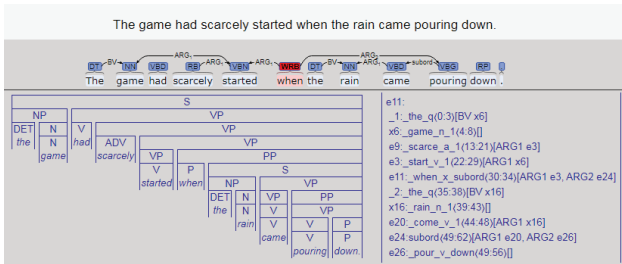 The game had scarcely started when the rain came pouring down.
ARG₁ ARG₁
BV ARG₁ ARG₁ BV ARG₁ subord
DT NN VBD RB VBN WRB DT NN VBD VBG RP .
The game had scarcely started when the rain came pouring down .
S
NP VP
DET N V VP
the N had ADV VP
game scarcely VP PP
V P S
started when NP VP
DET N VP PP
the N V VP
rain V V P
came V P
pouring down.
e11:
_1:_the_q(0:3)[BV x6]
x6:_game_n_1(4:8)[]
e9:_scarce_a_1(13:21)[ARG1 e3]
e3:_start_v_1(22:29)[ARG1 x6]
e11:_when_x_subord(30:34)[ARG1 e3, ARG2 e24]
_2:_the_q(35:38)[BV x16]
x16:_rain_n_1(39:43)[]
e20:_come_v_1(44:48)[ARG1 x16]
e24:subord(49:62)[ARG1 e20, ARG2 e26]
e26:_pour_v_down(49:56)[]